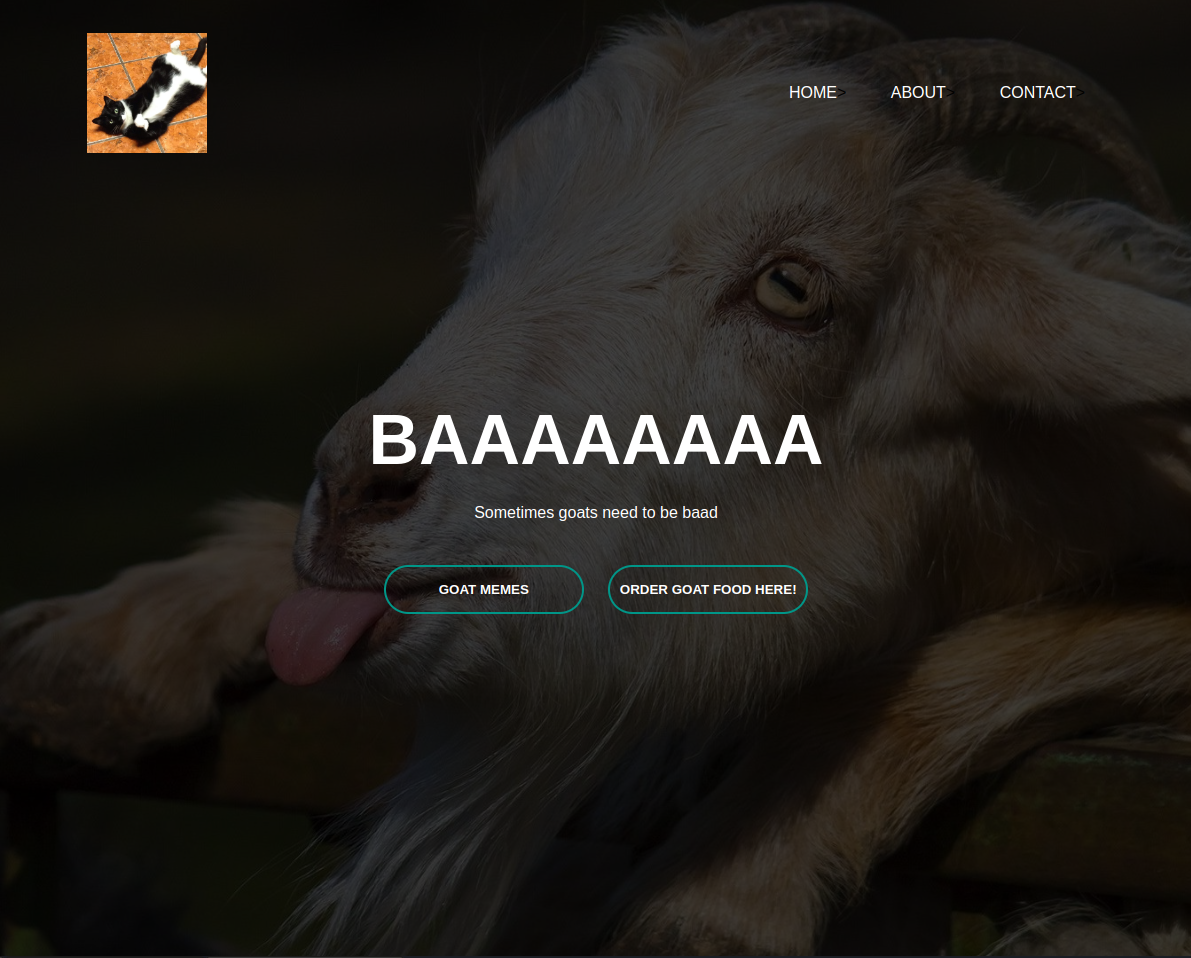 HOME>
ABOUT>
CONTACT>
BAAAAAAAA
Sometimes goats need to be baad
GOAT MEMES
ORDER GOAT FOOD HERE!